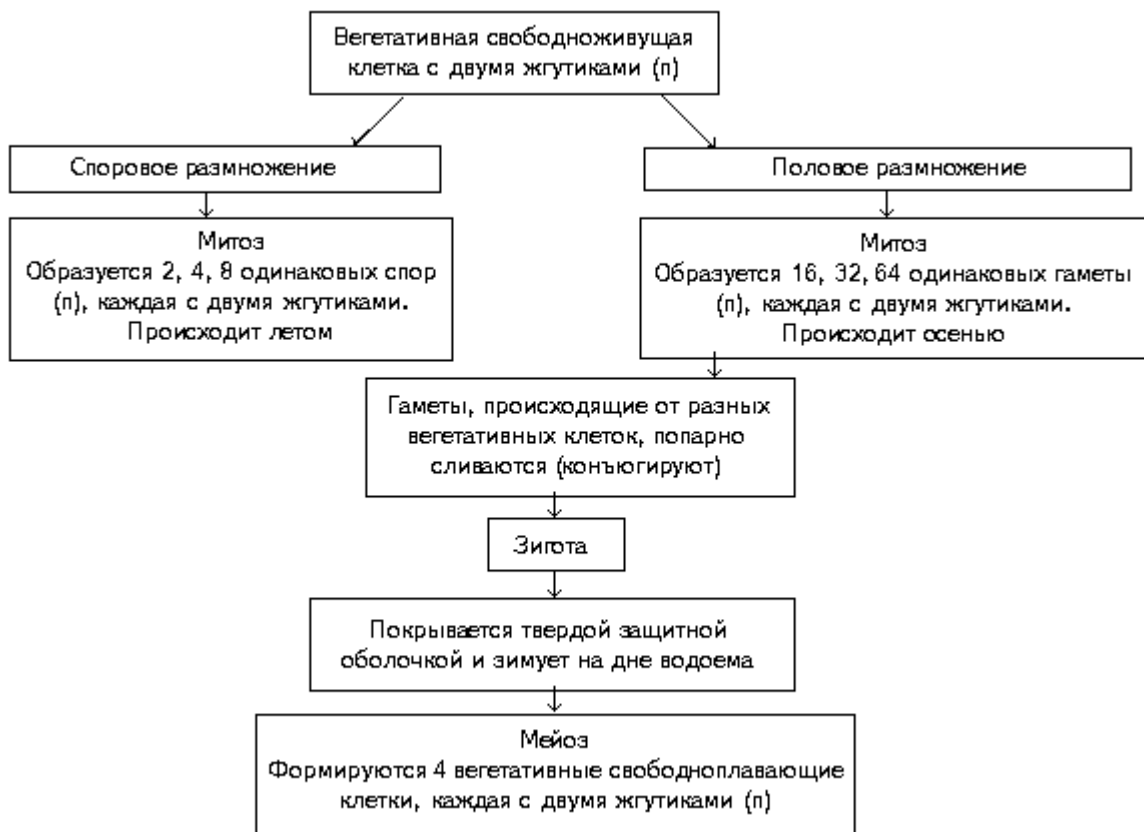 Вегетативная свободноживущая
клетка с двумя жгутиками (n)
Споровое размножение
Половое размножение
Митоз
Образуется 2, 4, 8 одинаковых спор
(n), каждая с двумя жгутиками.
Происходит летом
Митоз
Образуется 16, 32, 64 одинаковых гаметы
(n), каждая с двумя жгутиками.
Происходит осенью
Гаметы, происходящие от разных
вегетативных клеток, попарно
сливаются (конъюгируют)
Зигота
Покрывается твердой защитной
оболочкой и зимует на дне водоема
Мейоз
Формируются 4 вегетативные свободноплавающие
клетки, каждая с двумя жгутиками (n)